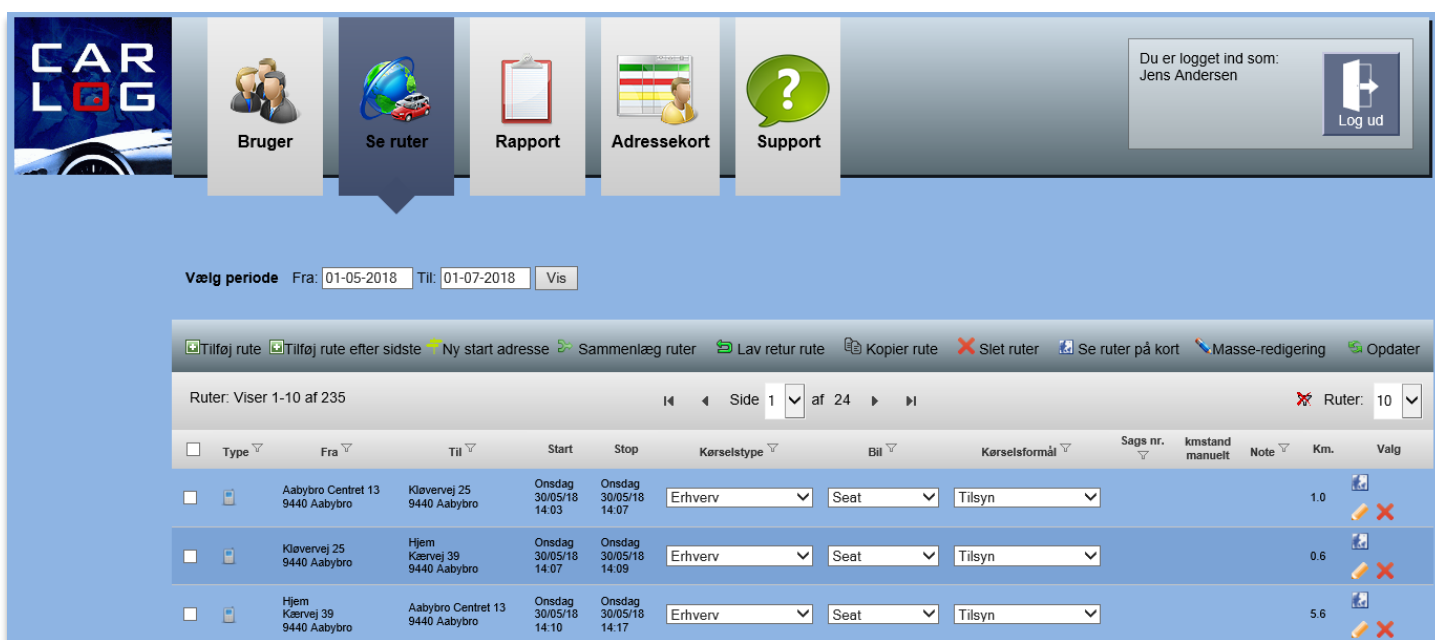 CAR
LOG
Bruger
Se ruter
Rapport
Adressekort
Support
Du er logget ind som:
Jens Andersen
Log ud
Vælg periode Fra: 01-05-2018 Til: 01-07-2018 Vis
Tilføj rute Tilføj rute efter sidste Ny start adresse Sammenlæg ruter Lav retur rute Kopier rute Slet ruter Se ruter på kort Masse-redigering Opdater
Ruter: Viser 1-10 af 235 Side 1 af 24 Ruter: 10
Type Fra Til Start Stop Kørselstype Bil Kørselsformål Sags nr. kmstand manuelt Note Km. Valg
Aabybro Centret 13
9440 Aabybro
Kløvervej 25
9440 Aabybro
Onsdag
30/05/18
14:03
Onsdag
30/05/18
14:07
Erhverv Seat Tilsyn 1.0
Kløvervej 25
9440 Aabybro
Hjem
Kærvej 39
9440 Aabybro
Onsdag
30/05/18
14:07
Onsdag
30/05/18
14:09
Erhverv Seat Tilsyn 0.6
Hjem
Kærvej 39
9440 Aabybro
Aabybro Centret 13
9440 Aabybro
Onsdag
30/05/18
14:10
Onsdag
30/05/18
14:17
Erhverv Seat Tilsyn 5.6